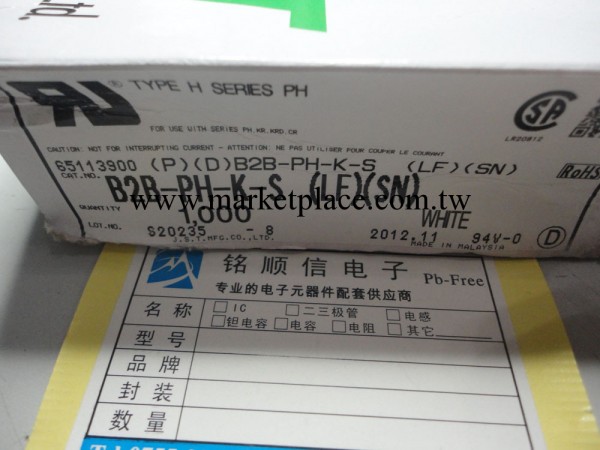 Ltd.
® TYPE H SERIES PH
FOR USE WITH SERIES PH.KR.KRD.CR
CAUTION: NOT FOR INTERRUPTING CURRENT - ATTENTION: NE PAS UTILISER POUR COUPER LE COURANT
LR20812
65113900 (P)(D)B2B-PH-K-S (LF)(SN)
RoHS
CAT.NO.
B2B-PH-K-S (LF)(SN)
www.marketplace.com.tw
QUANTITY 1,000 WHITE
LOT.NO. S20235 - 8 2012.11 94V-0 D
J.S.T.MFG.CO.,LTD. MADE IN MALAYSIA
铭顺信电子 Pb-Free
专业的电子元器件配套供应商
名称 IC 二三极管 电感
钽电容 电容 电阻 其它
型号
品牌
封装
数量